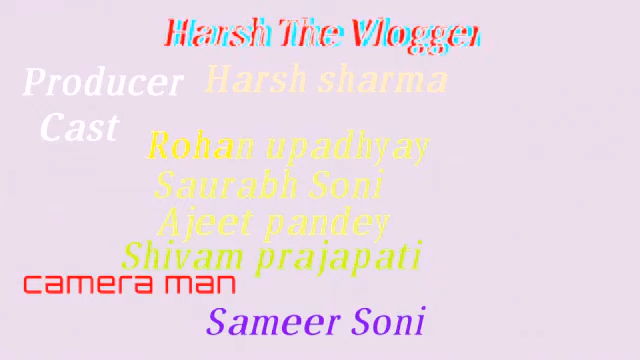 Harsh The Vlogger
Producer Harsh sharma
Cast
Rohan upadhyay
Saurabh Soni
Ajeet pandey
Shivam prajapati
camera man
Sameer Soni